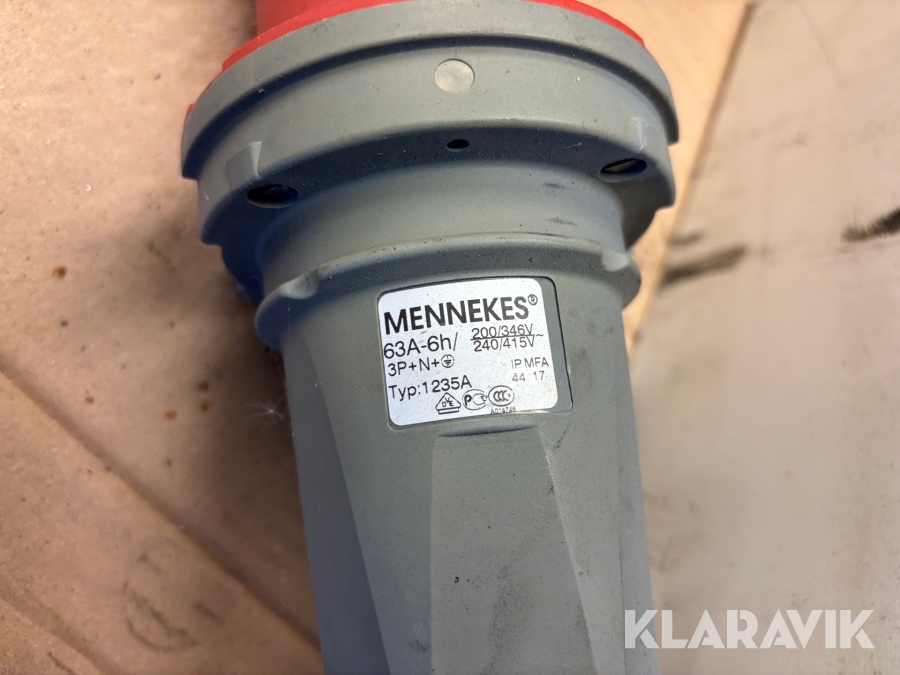 MENNEKES®
63A-6h/ 200/346V~
240/415V
3P+N+⏚
IP MFA
Typ:1235A
44 17
KLARAVIK